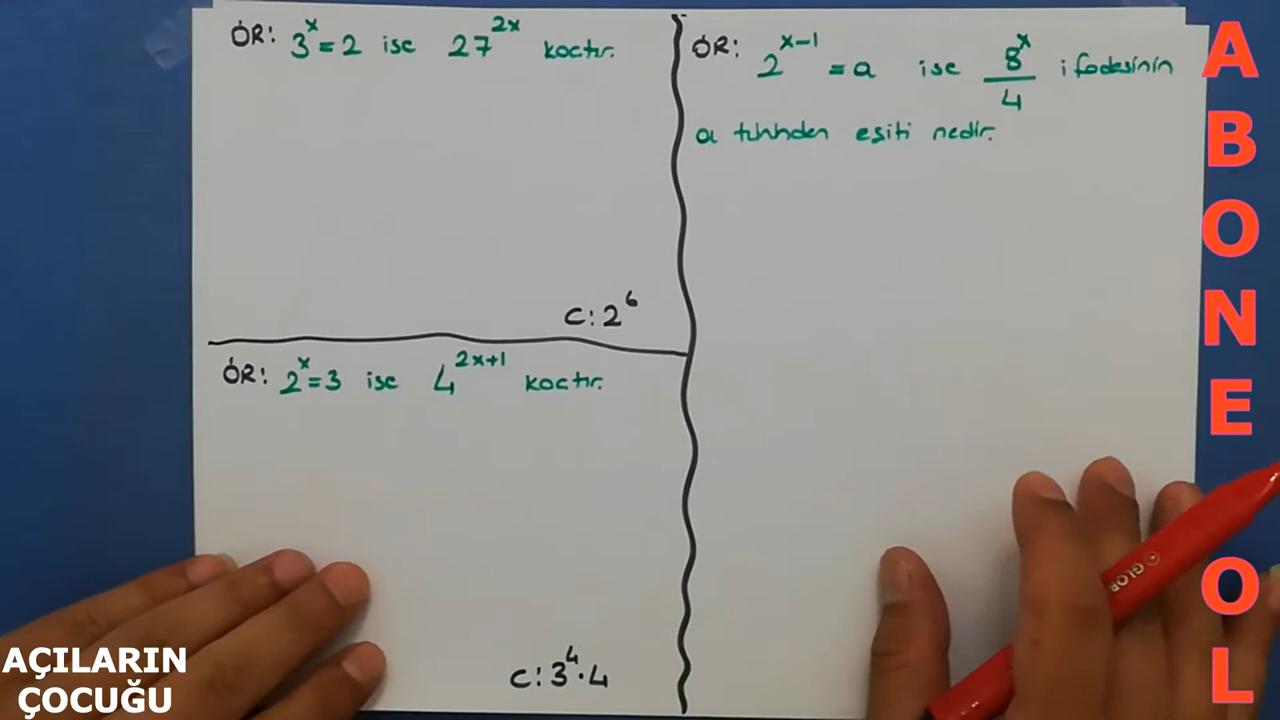 ÖR: 3^x = 2 ise 27^2x kaçtır.
C: 2^6
ÖR: 2^x = 3 ise 4^2x+1 kaçtır.
C: 3^4 · 4
ÖR: 2^x-1 = a ise 8^x/4 ifadesinin
a türünden eşiti nedir.
GLOB
ABONE OL
AÇILARIN
ÇOCUĞU